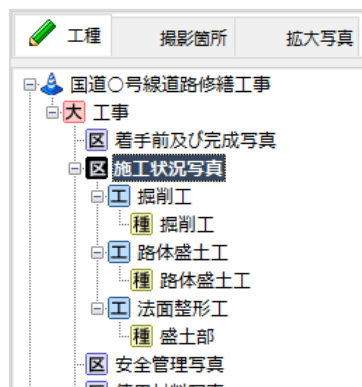 工種 撮影箇所 拡大写真
国道○号線道路修繕工事
大 工事
区 着手前及び完成写真
区 施工状況写真
工 掘削工
種 掘削工
工 路体盛土工
種 路体盛土工
工 法面整形工
種 盛土部
区 安全管理写真